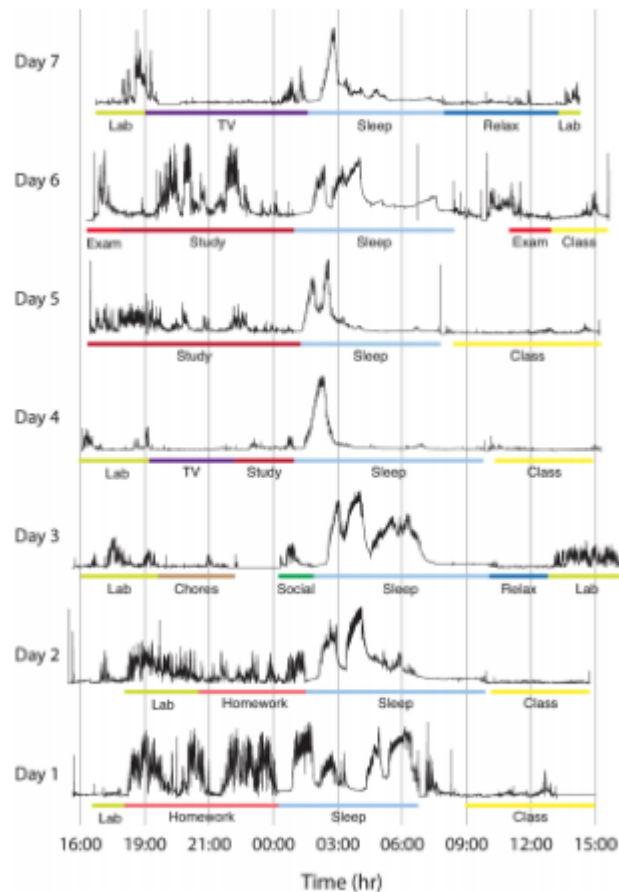 Day 7
Lab TV Sleep Relax Lab
Day 6
Exam Study Sleep Exam Class
Day 5
Study Sleep Class
Day 4
Lab TV Study Sleep Class
Day 3
Lab Chores Social Sleep Relax Lab
Day 2
Lab Homework Sleep Class
Day 1
Lab Homework Sleep Class
16:00 19:00 21:00 00:00 03:00 06:00 09:00 12:00 15:00
Time (hr)